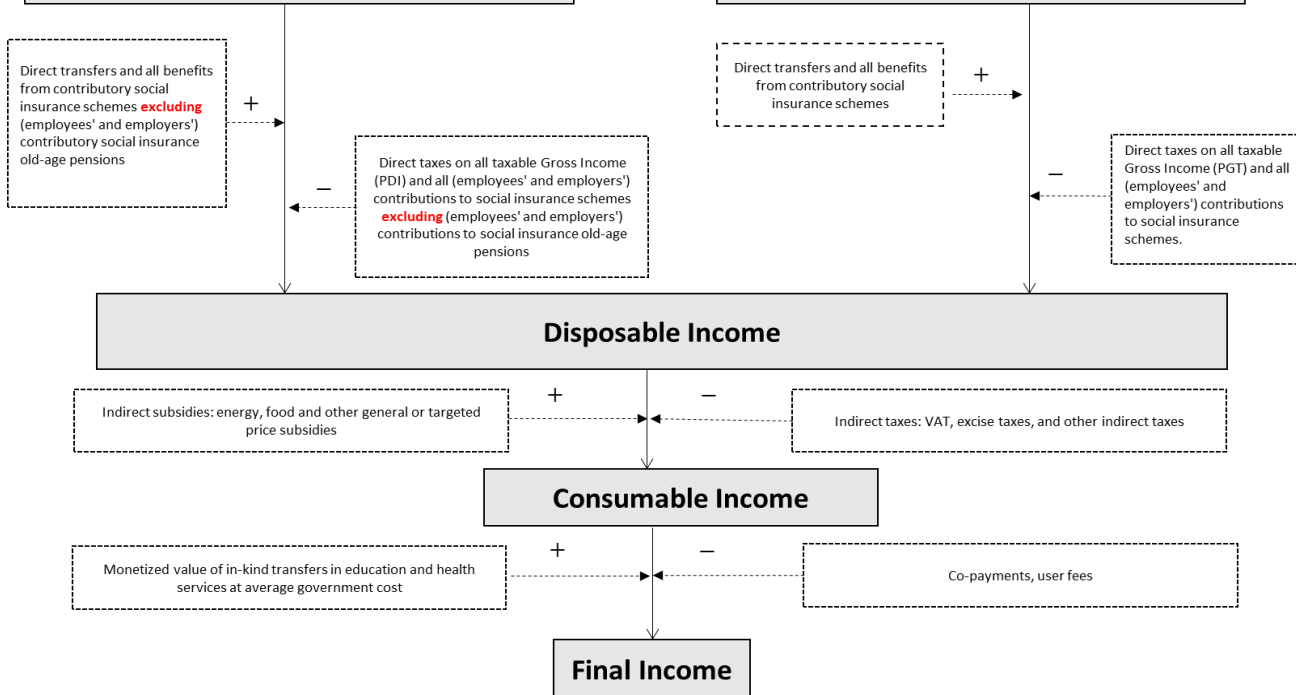 Direct transfers and all benefits
from contributory social
insurance schemes excluding
(employees' and employers')
contributory social insurance
old-age pensions
+
Direct taxes on all taxable Gross Income
(PDI) and all (employees' and employers')
contributions to social insurance schemes
excluding (employees' and employers')
contributions to social insurance old-age
pensions
−
Direct transfers and all benefits
from contributory social
insurance schemes
+
Direct taxes on all taxable
Gross Income (PGT) and all
(employees' and
employers') contributions
to social insurance
schemes.
−
Disposable Income
Indirect subsidies: energy, food and other general or targeted
price subsidies
+
−
Indirect taxes: VAT, excise taxes, and other indirect taxes
Consumable Income
Monetized value of in-kind transfers in education and health
services at average government cost
+
−
Co-payments, user fees
Final Income